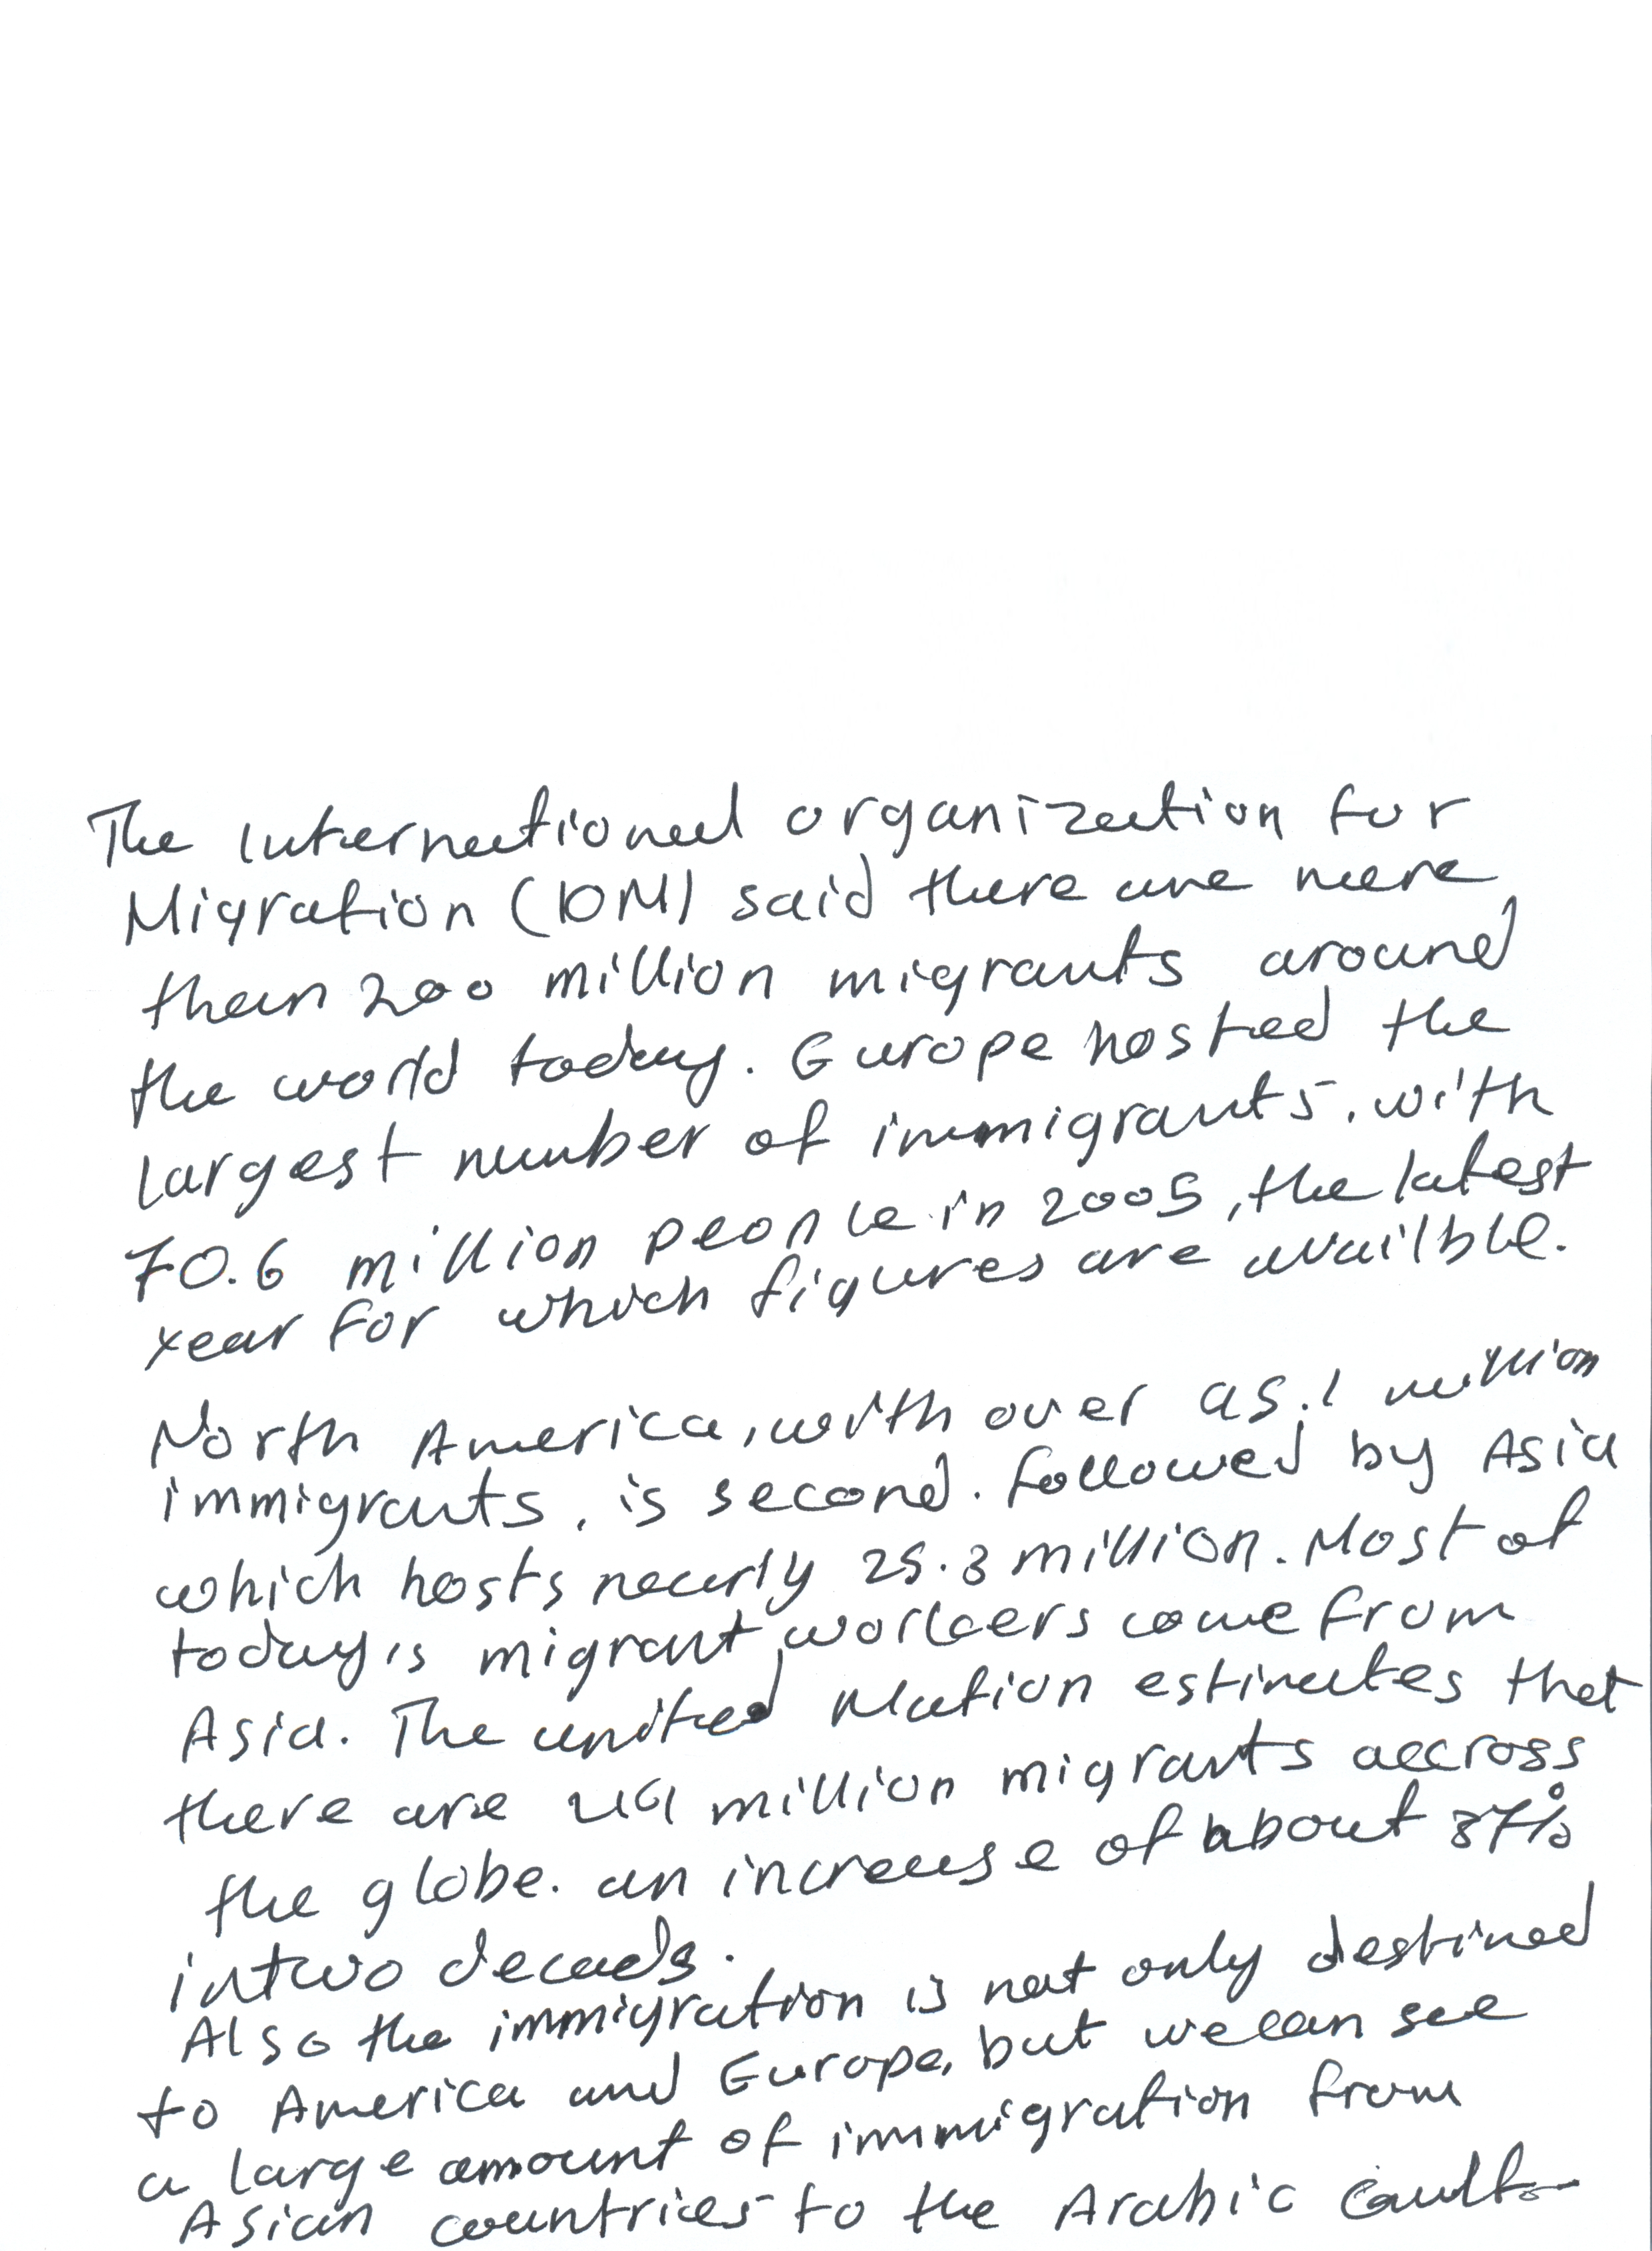 The International organization for
Migration (IOM) said there are more
than 200 million migrants around
the world today. Europe hosted the
largest number of immigrants, with
70.6 million people in 2005, the latest
year for which figures are availble.
North America, with over 45.1 million
immigrants, is second. followed by Asia
which hosts nearly 25.3 million. Most of
today's migrant workers come from
Asia. The united Nation estimates that
there are million migrants accross
the globe. an increase of about 37%
in two decads.
Also the immigration is not only destined
to America and Europe, but we can see
a large amount of immigration from
Asian countries to the Arabic